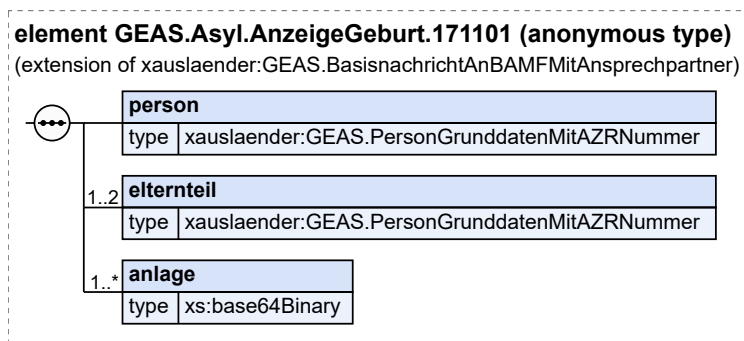 element GEAS.Asyl.AnzeigeGeburt.171101 (anonymous type)
(extension of xauslaender:GEAS.BasisnachrichtAnBAMFMitAnsprechpartner)
person
type xauslaender:GEAS.PersonGrunddatenMitAZRNummer
1..2 elternteil
type xauslaender:GEAS.PersonGrunddatenMitAZRNummer
1..* anlage
type xs:base64Binary